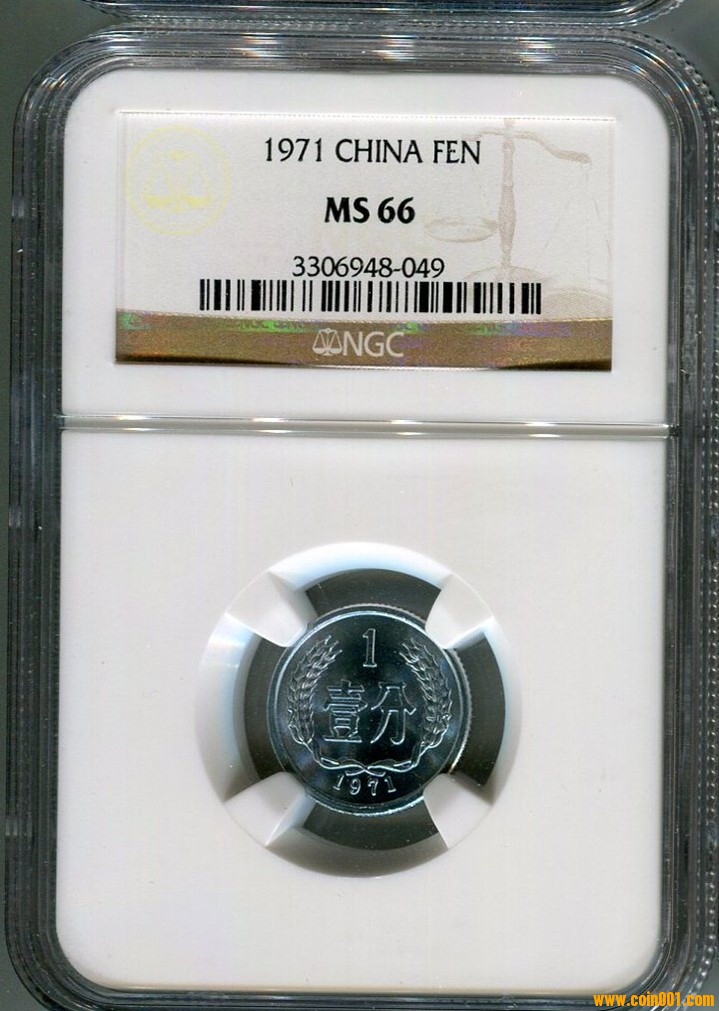 1971 CHINA FEN
MS 66
3306948-049
NGC
1
壹分
1971
www.coin001.com